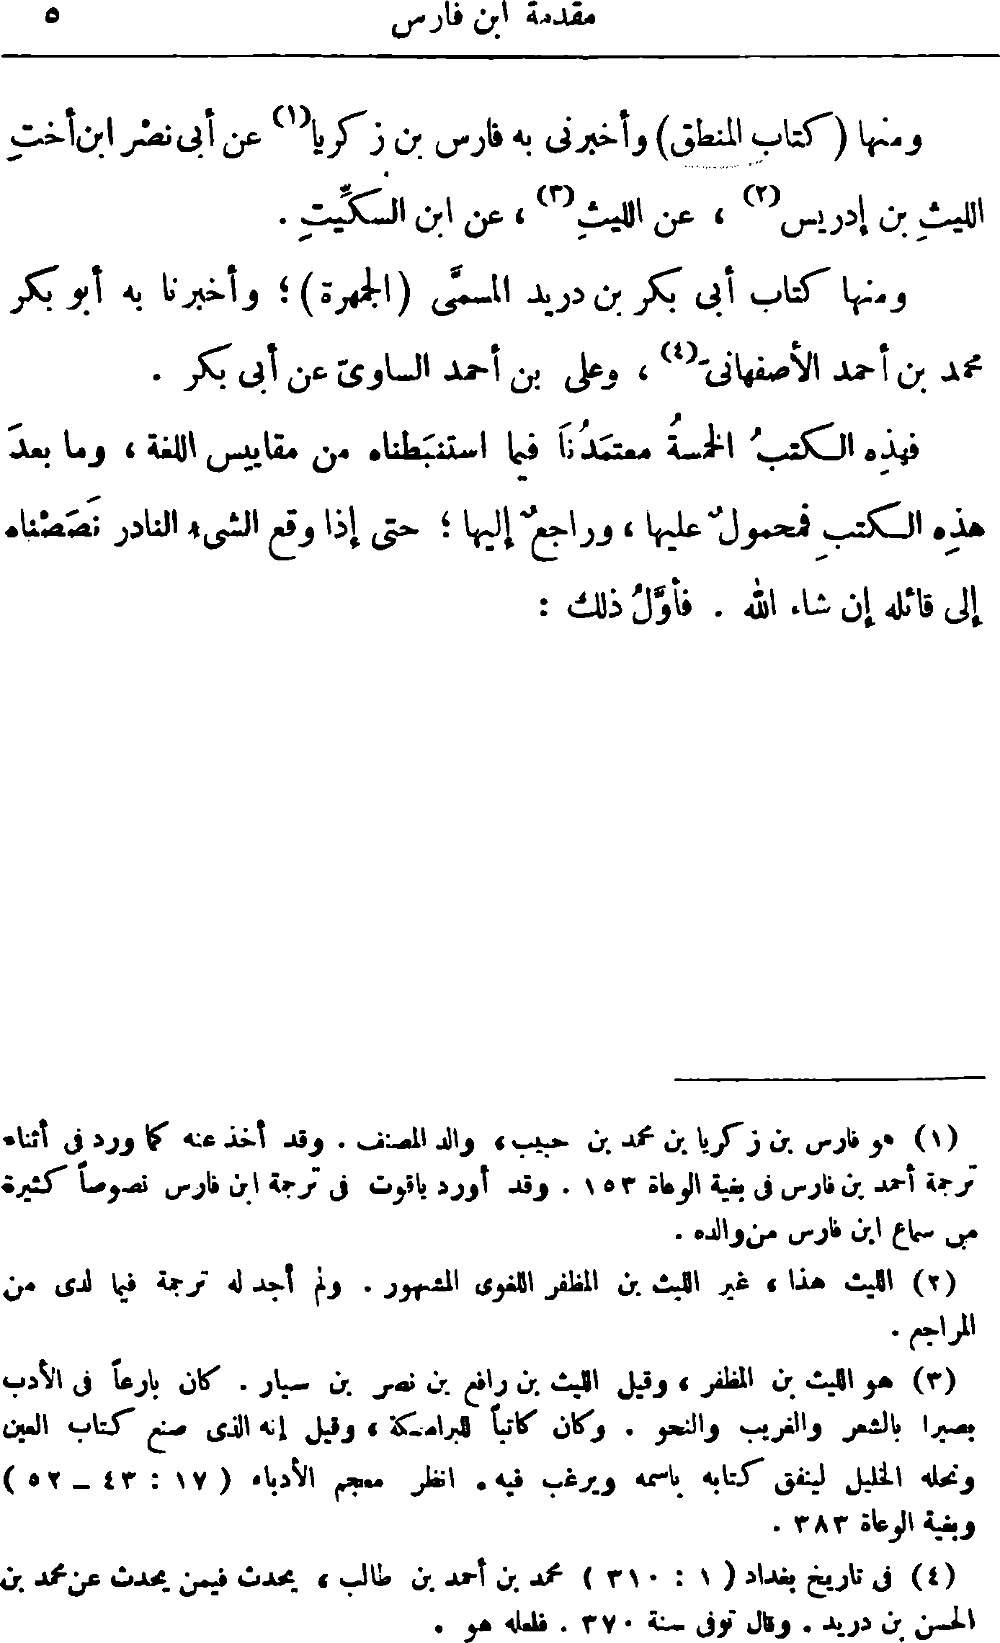 مقدمة ابن فارس ٥
ومنها (كتاب المنطق) وأخبرنى به فارس بن زكريا(١) عن أبى نصْر ابن أختِ
الليثِ بن إدريس(٢) ، عن الليثِ(٣) ، عن ابن السكِّيتِ .
ومنها كتاب أبى بكر بن دريد المسمَّى (الجمهرة) ؛ وأخبرنا به أبو بكر
محمد بن أحمد الأصفهانىّ(٤) ، وعلى بن أحمد الساوىّ عن أبى بكر .
فهذِه الكتبُ الخمسةُ معتمَدُناَ فيما استنبَطناه من مقاييس اللغة ، وما بعدَ
هذِه الكتبِ فمحمولٌ عليها ، وراجعٌ إليها ؛ حتى إذا وقع الشىء النادر نَصَصْناه
إلى قائله إن شاء الله . فأوَّلُ ذلك :
(١) هو فارس بن زكريا بن محمد بن حبيب ، والد المصنف . وقد أخذ عنه كما ورد فى أثناء
ترجمة أحمد بن فارس فى بغية الوعاة ١٥٣ . وقد أورد ياقوت فى ترجمة ابن فارس نصوصاً كثيرة
من سماع ابن فارس من والده .
(٢) الليث هذا ، غير الليث بن المظفر اللغوى المشهور . ولم أجد له ترجمة فيما لدى من
المراجع .
(٣) هو الليث بن المظفر ، وقيل الليث بن رافع بن نصر بن سيار . كان بارعاً فى الأدب
بصيرا بالشعر والغريب والنحو . وكان كاتباً للبرامكة ، وقيل إنه الذى صنع كتاب العين
ونحله الخليل لينفق كتابه باسمه ويرغب فيه . انظر معجم الأدباء ( ١٧ : ٤٣ ــ ٥٢ )
وبغية الوعاة ٣٨٣ .
(٤) فى تاريخ بغداد ( ١ : ٣١٠ ) محمد بن أحمد بن طالب ، يحدث فيمن يحدث عن محمد بن
الحسن بن دريد . وقال توفى سنة ٣٧٠ . فلعله هو .